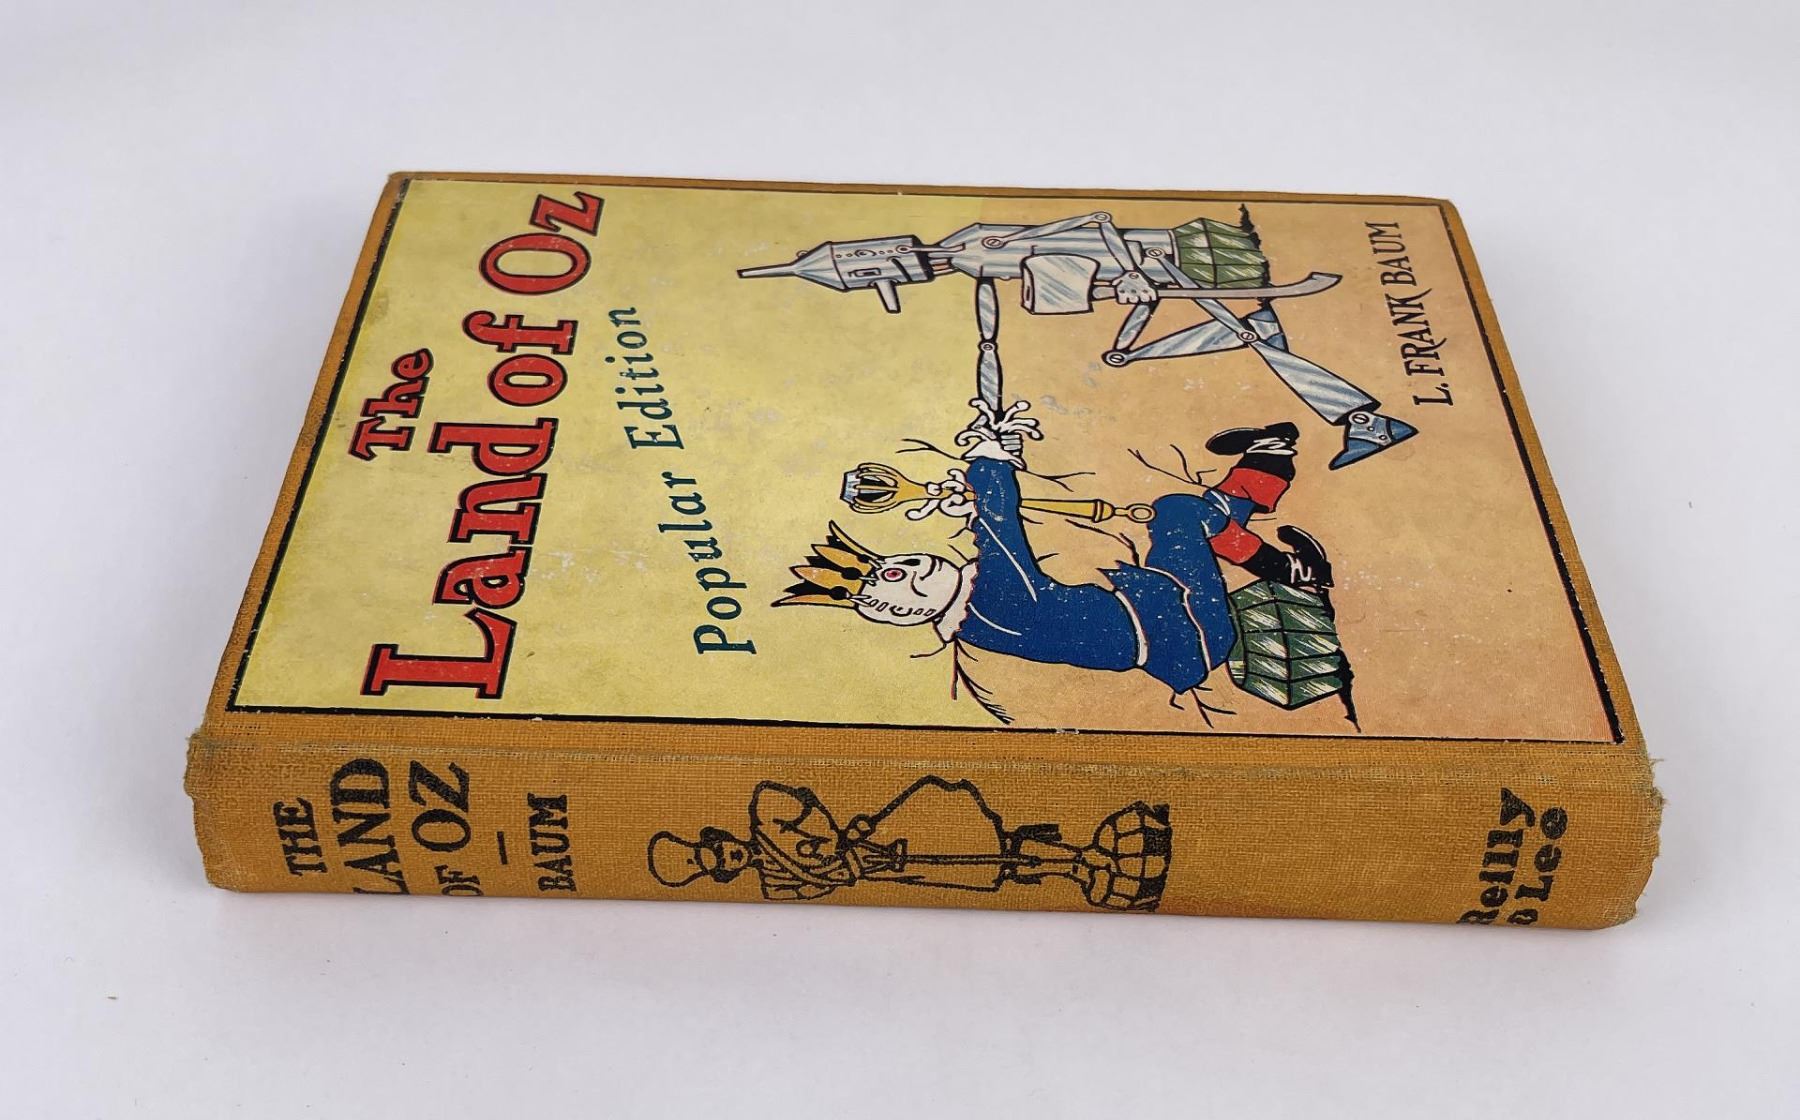 The
Land of Oz
Popular Edition
L. FRANK BAUM
THE
LAND
OF OZ
—
BAUM
Reilly
& Lee